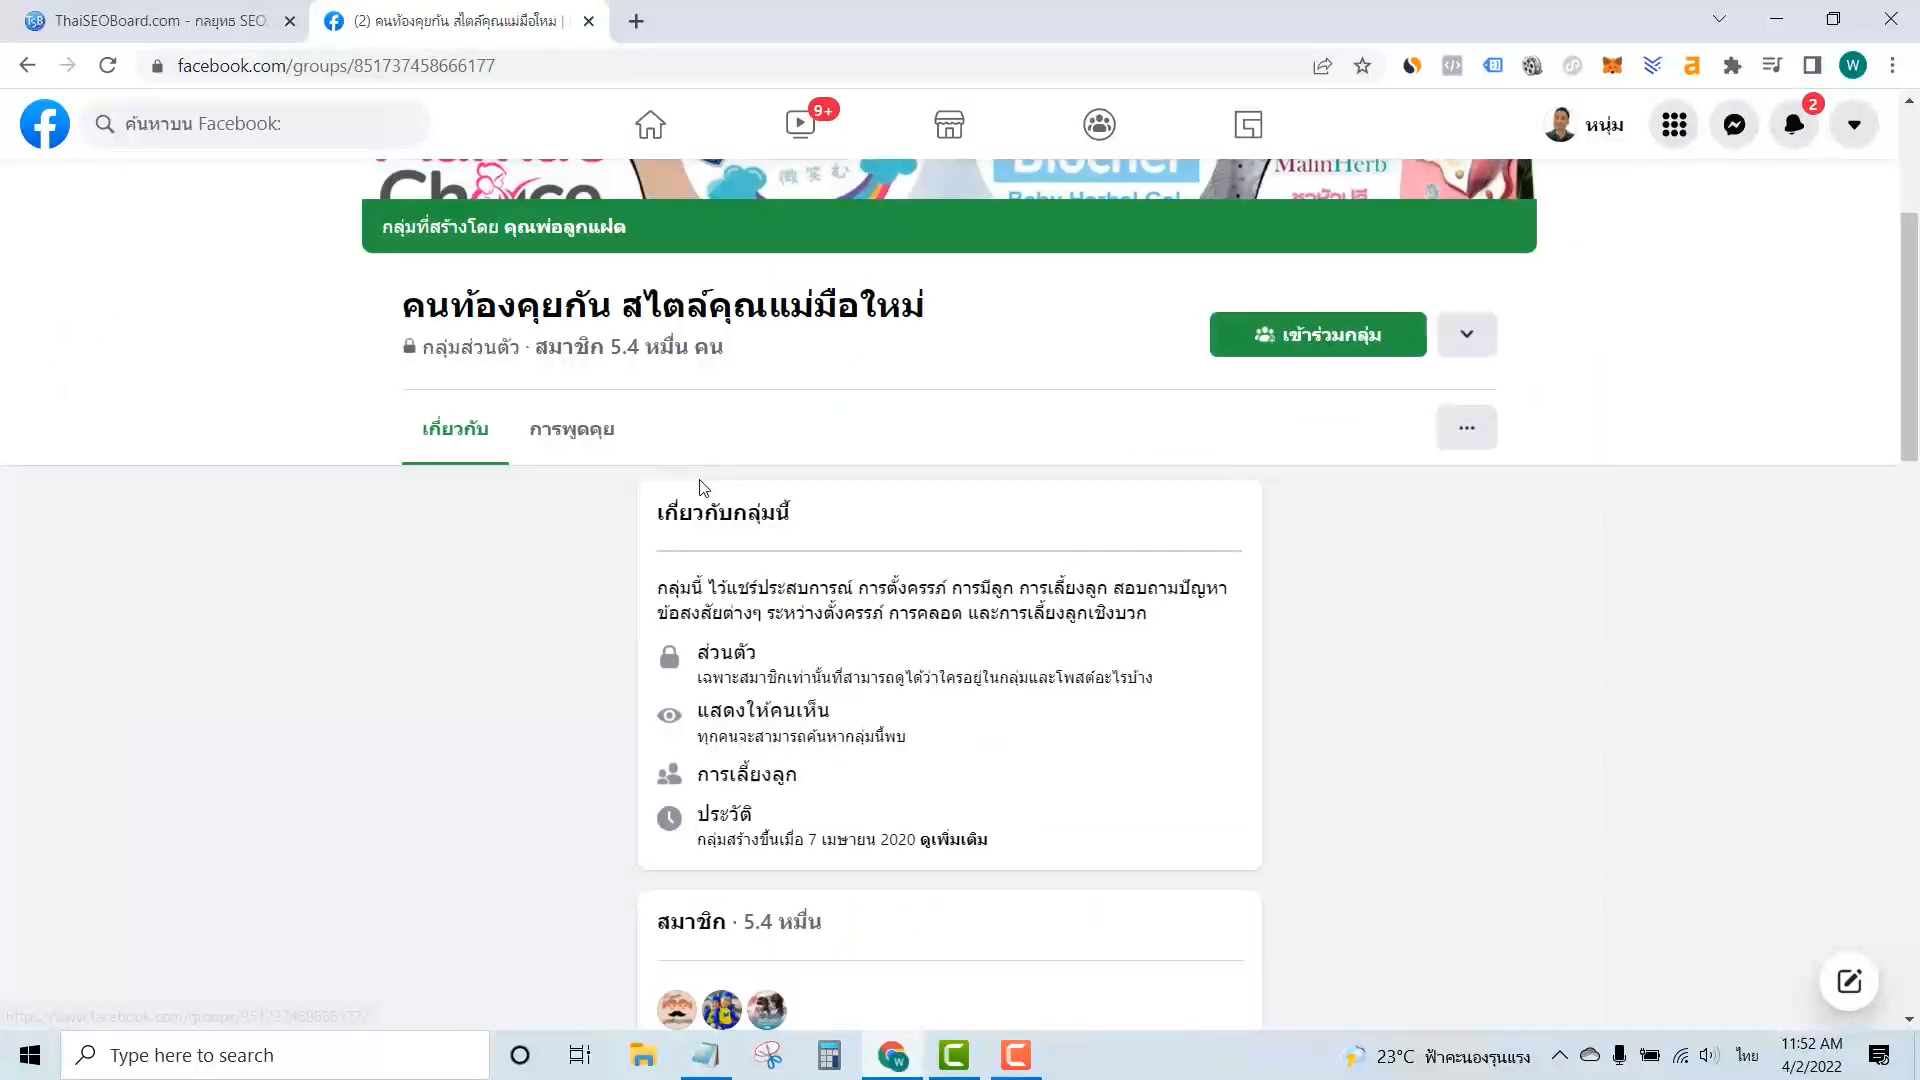 ThaiSEOBoard.com - กลยุทธ SEO
(2) คนท้องคุยกัน สไตล์คุณแม่มือใหม่ |
facebook.com/groups/851737458666177
W
ค้นหาบน Facebook:
9+
หนุ่ม
2
Choice
微笑む
Biocher
Baby Herbal Gel
MalinHerb
กลุ่มที่สร้างโดย คุณพ่อลูกแฝด
คนท้องคุยกัน สไตล์คุณแม่มือใหม่
กลุ่มส่วนตัว · สมาชิก 5.4 หมื่น คน
เข้าร่วมกลุ่ม
เกี่ยวกับ
การพูดคุย
เกี่ยวกับกลุ่มนี้
กลุ่มนี้ ไว้แชร์ประสบการณ์ การตั้งครรภ์ การมีลูก การเลี้ยงลูก สอบถามปัญหา
ข้อสงสัยต่างๆ ระหว่างตั้งครรภ์ การคลอด และการเลี้ยงลูกเชิงบวก
ส่วนตัว
เฉพาะสมาชิกเท่านั้นที่สามารถดูได้ว่าใครอยู่ในกลุ่มและโพสต์อะไรบ้าง
แสดงให้คนเห็น
ทุกคนจะสามารถค้นหากลุ่มนี้พบ
การเลี้ยงลูก
ประวัติ
กลุ่มสร้างขึ้นเมื่อ 7 เมษายน 2020 ดูเพิ่มเติม
สมาชิก · 5.4 หมื่น
https://www.facebook.com/groups/851737458666177/
Type here to search
23°C ฟ้าคะนองรุนแรง
ไทย
11:52 AM
4/2/2022